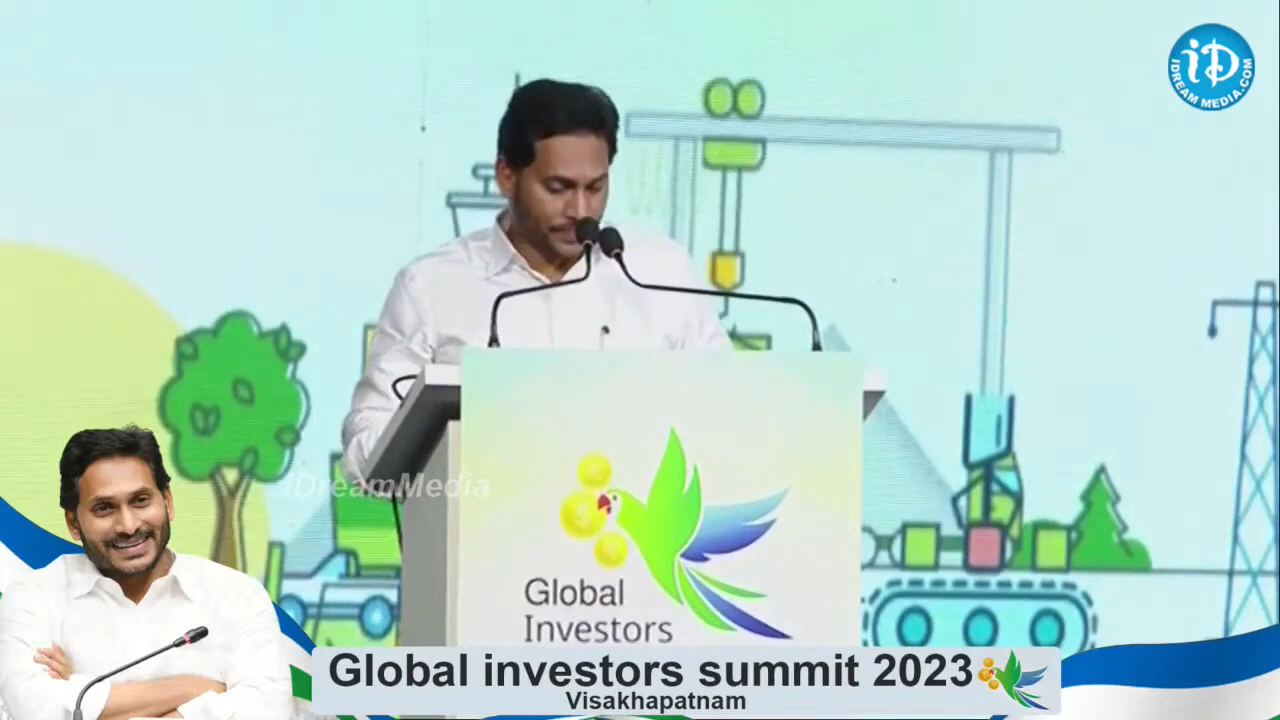 iD
iDREAM MEDIA.COM
iDreamMedia
Global
Investors
Global investors summit 2023
Visakhapatnam